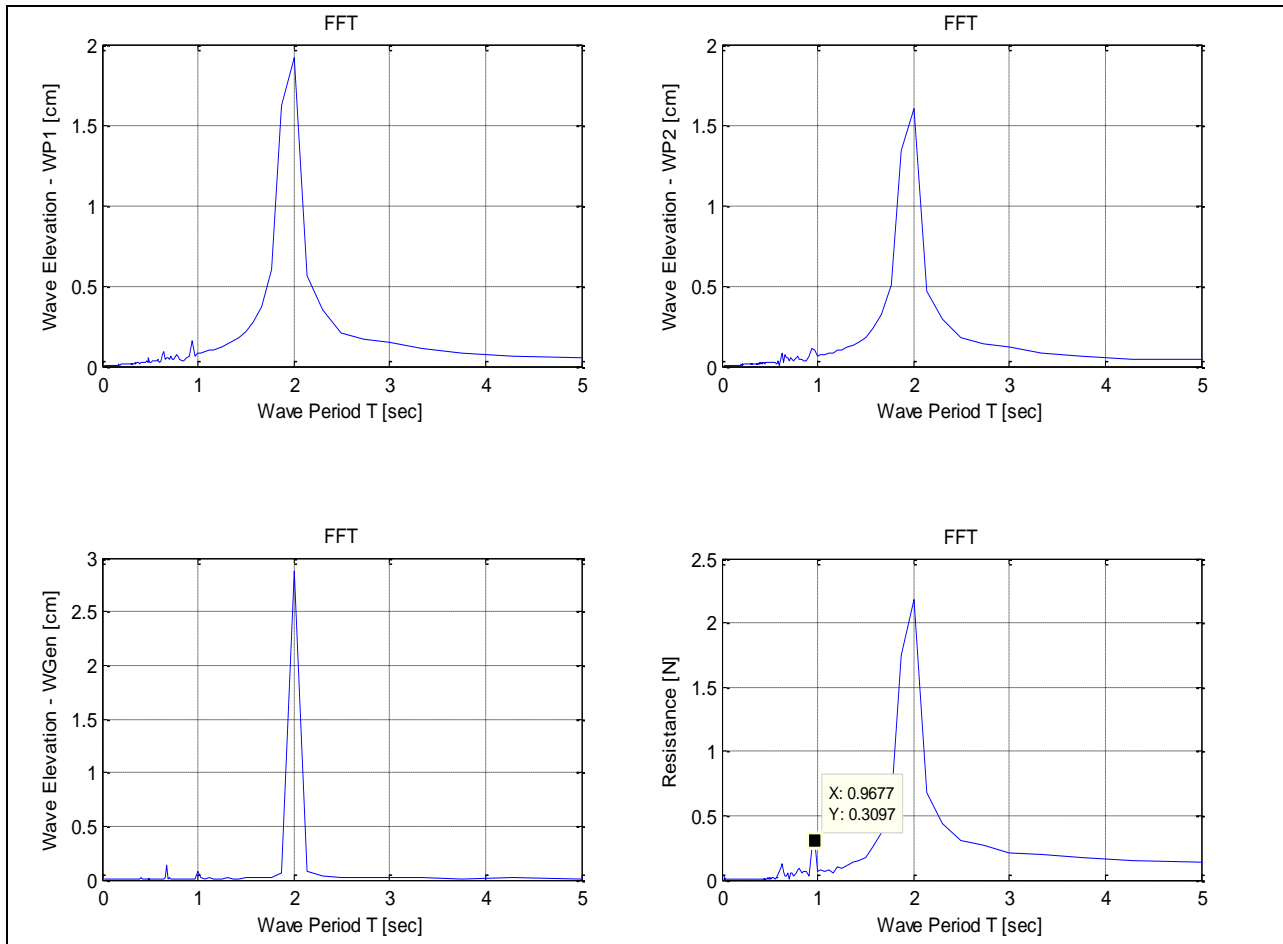 FFT
Wave Elevation - WP1 [cm]
2
1.5
1
0.5
0
0 1 2 3 4 5
Wave Period T [sec]
FFT
Wave Elevation - WP2 [cm]
2
1.5
1
0.5
0
0 1 2 3 4 5
Wave Period T [sec]
FFT
Wave Elevation - WGen [cm]
3
2.5
2
1.5
1
0.5
0
0 1 2 3 4 5
Wave Period T [sec]
FFT
Resistance [N]
2.5
2
1.5
1
0.5
0
X: 0.9677
Y: 0.3097
0 1 2 3 4 5
Wave Period T [sec]